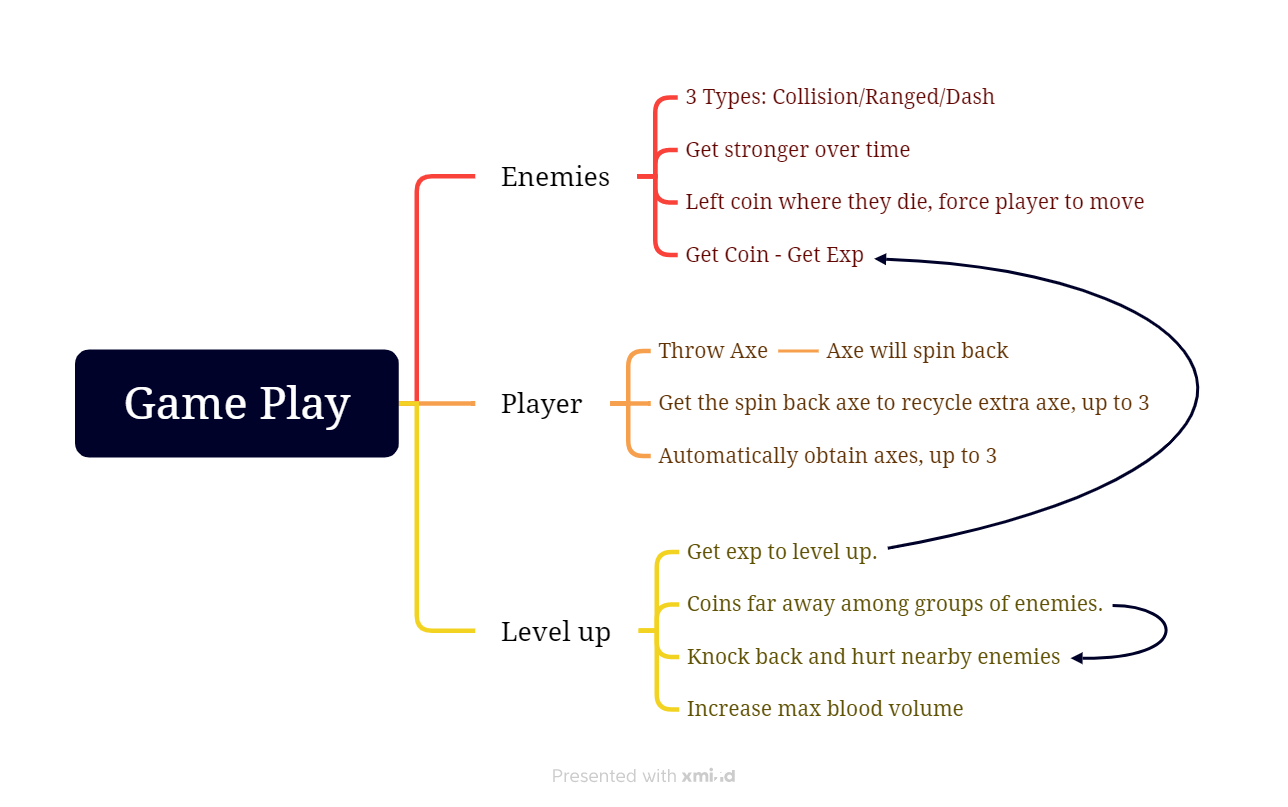 3 Types: Collision/Ranged/Dash
Get stronger over time
Enemies
Left coin where they die, force player to move
Get Coin - Get Exp
Throw Axe
Axe will spin back
Game Play
Player
Get the spin back axe to recycle extra axe, up to 3
Automatically obtain axes, up to 3
Get exp to level up.
Coins far away among groups of enemies.
Level up
Knock back and hurt nearby enemies
Increase max blood volume
Presented with xmind